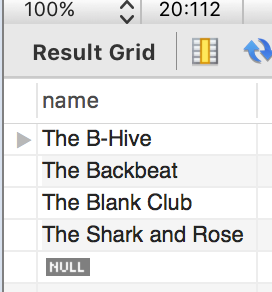 100% 20:112
Result Grid
name
The B-Hive
The Backbeat
The Blank Club
The Shark and Rose
NULL